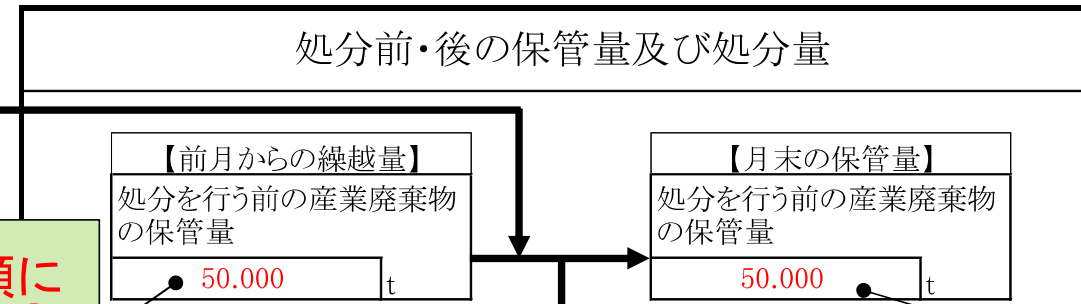 処分前・後の保管量及び処分量
【前月からの繰越量】
処分を行う前の産業廃棄物
の保管量
50.000 t
【月末の保管量】
処分を行う前の産業廃棄物
の保管量
50.000 t
に